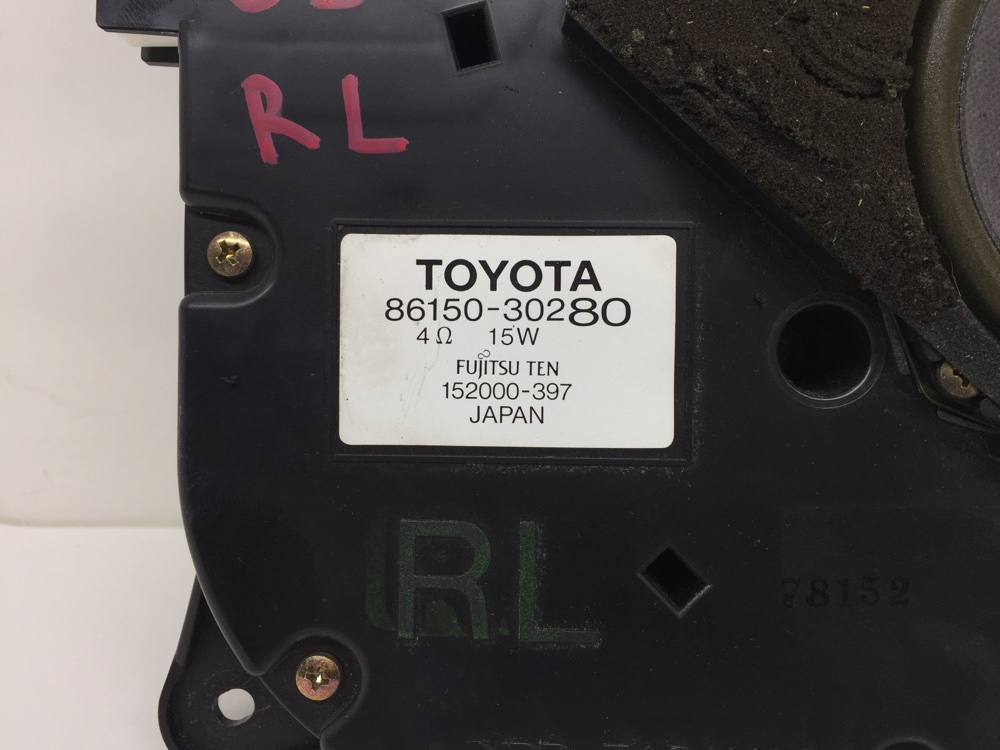 RL
TOYOTA
86150-30280
4Ω 15W
FUJITSU TEN
152000-397
JAPAN
RL
78152